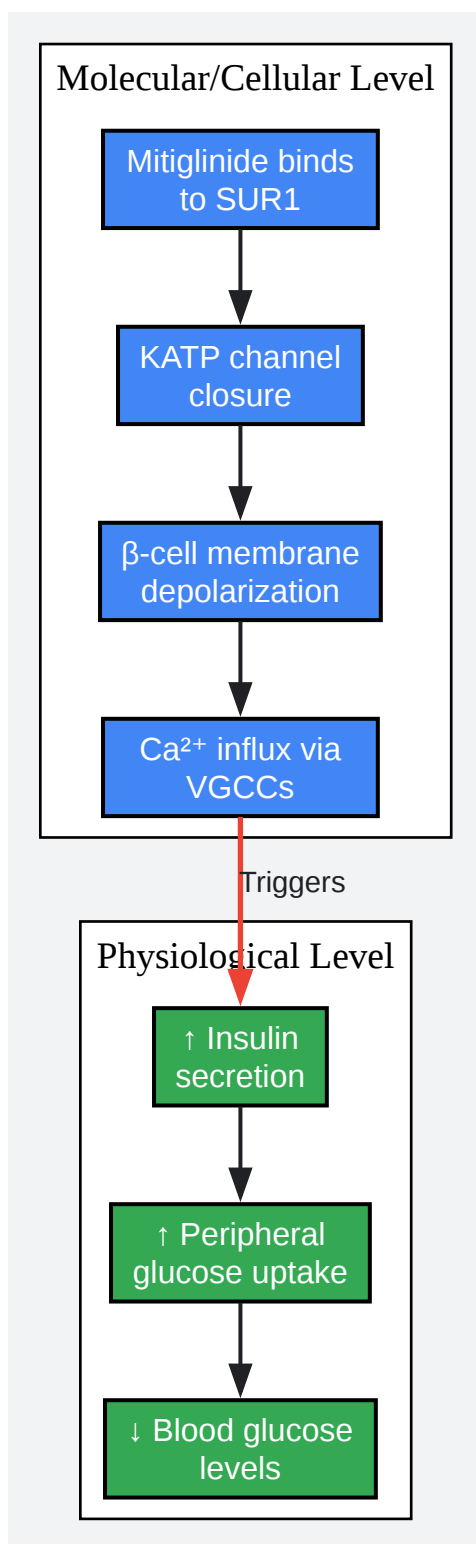 Molecular/Cellular Level
Mitiglinide binds
to SUR1
KATP channel
closure
β-cell membrane
depolarization
Ca²⁺ influx via
VGCCs
Triggers
Physiological Level
↑ Insulin
secretion
↑ Peripheral
glucose uptake
↓ Blood glucose
levels